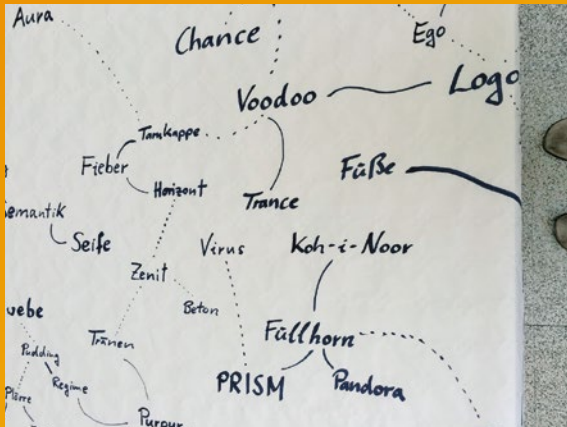 Aura
Chance
Ego
Voodoo
Logo
Tarnkappe
Fieber
Horizont
Trance
Füße
emantik
Seife
Virus
Koh-i-Noor
Zenit
Beton
uebe
Tränen
Füllhorn
Pudding
Regime
PRISM
Pandora
Purpur